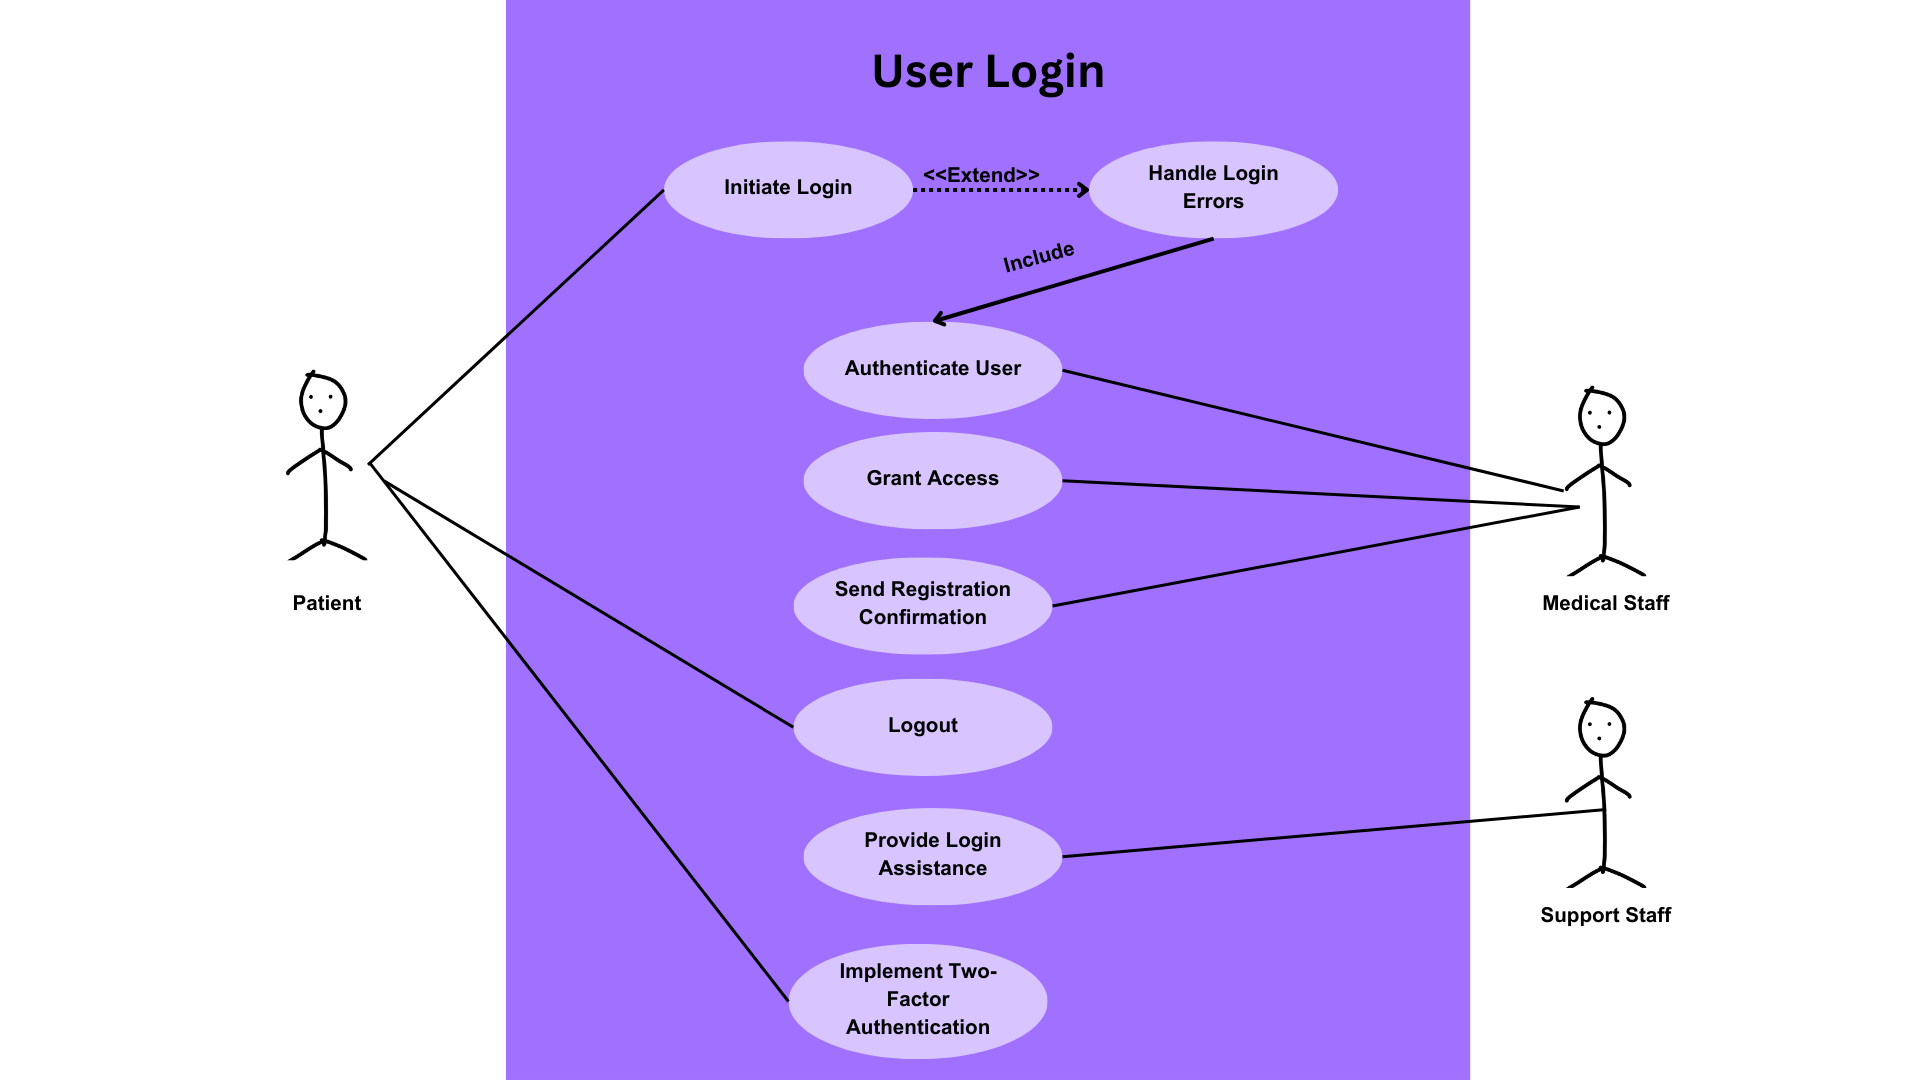 User Login
Initiate Login
<<Extend>>
Handle Login
Errors
Include
Authenticate User
Grant Access
Send Registration
Confirmation
Patient
Medical Staff
Logout
Provide Login
Assistance
Support Staff
Implement Two-
Factor
Authentication